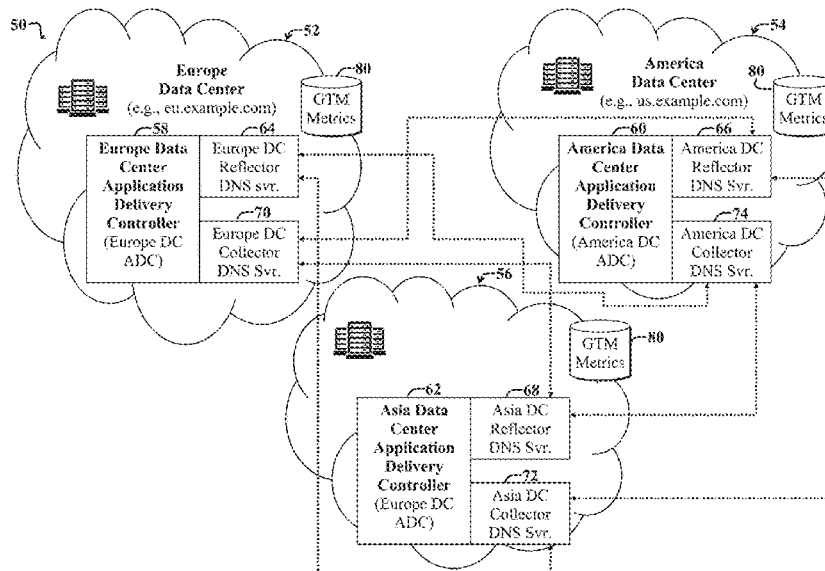 50
52
Europe
Data Center
(e.g., eu.example.com)
80
GTM
Metrics
58
Europe Data
Center
Application
Delivery
Controller
(Europe DC
ADC)
64
Europe DC
Reflector
DNS svr.
70
Europe DC
Collector
DNS Svr.
54
America
Data Center
(e.g., us.example.com)
80
GTM
Metrics
60
America Data
Center
Application
Delivery
Controller
(America DC
ADC)
66
America DC
Reflector
DNS Svr.
74
America DC
Collector
DNS Svr.
56
80
GTM
Metrics
62
Asia Data
Center
Application
Delivery
Controller
(Europe DC
ADC)
68
Asia DC
Reflector
DNS Svr.
72
Asia DC
Collector
DNS Svr.